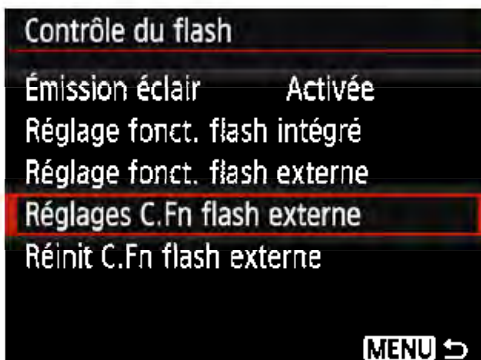 Contrôle du flash
Émission éclair Activée
Réglage fonct. flash intégré
Réglage fonct. flash externe
Réglages C.Fn flash externe
Réinit C.Fn flash externe
MENU